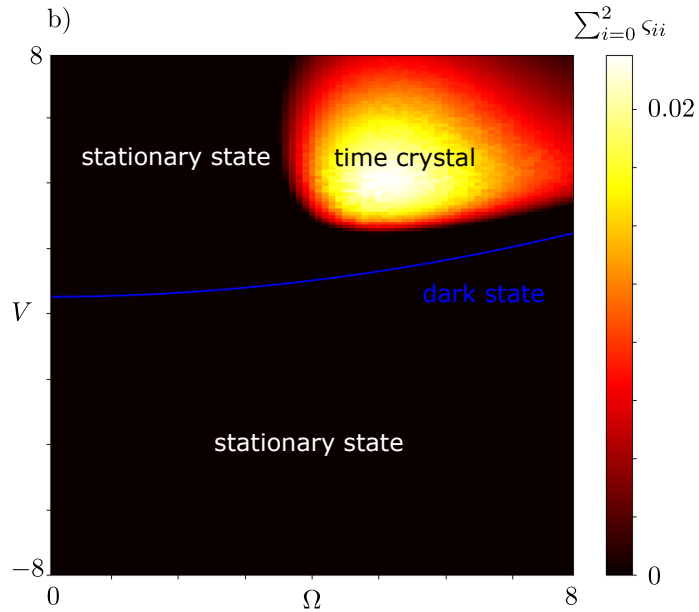 b)
∑²ᵢ₌₀ ςᵢᵢ
8
0.02
stationary state
time crystal
dark state
V
stationary state
−8
0
0
Ω
8